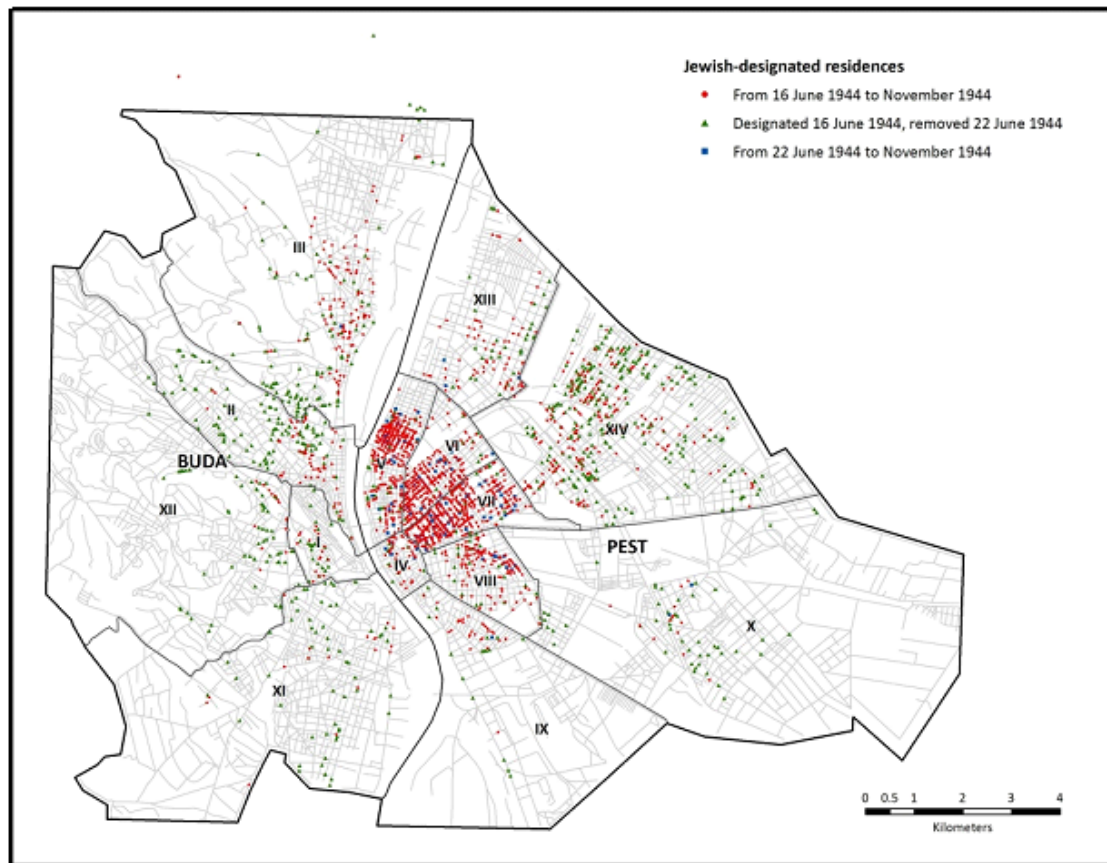 Jewish-designated residences
From 16 June 1944 to November 1944
Designated 16 June 1944, removed 22 June 1944
From 22 June 1944 to November 1944
III
XIII
II
V
VI
XIV
BUDA
XII
VII
I
PEST
IV
VIII
X
XI
IX
0 0.5 1 2 3 4
Kilometers